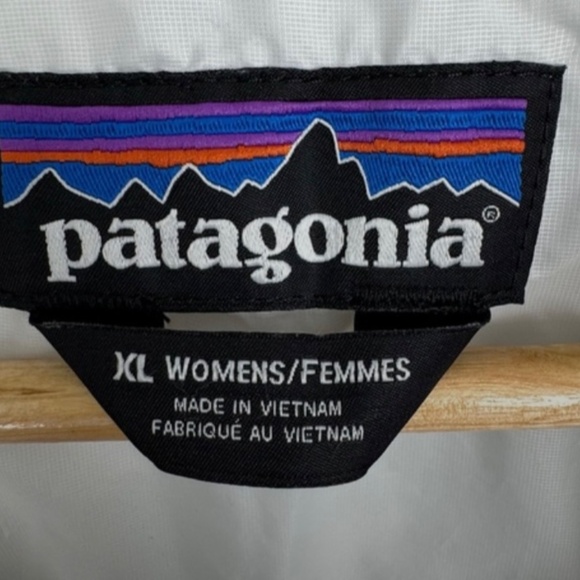 patagonia®
XL WOMENS/FEMMES
MADE IN VIETNAM
FABRIQUÉ AU VIETNAM